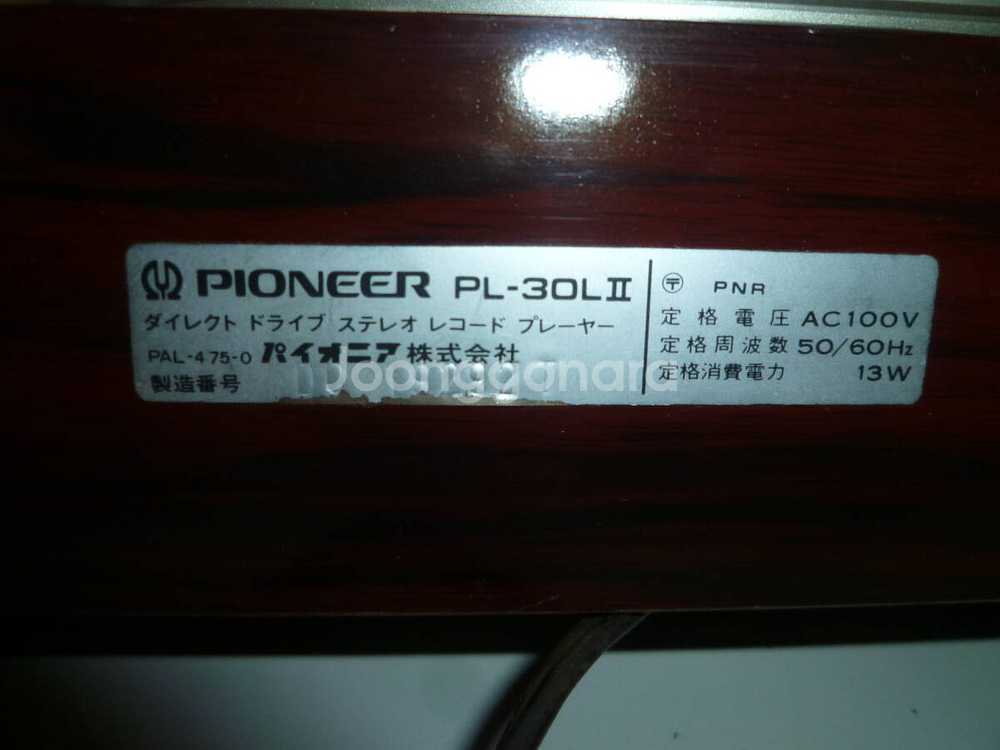 PIONEER PL-30LII
ダイレクト ドライブ ステレオ レコード プレーヤー
PAL-475-0 パイオニア株式会社
製造番号
Joonggonara
〒 PNR
定格電圧 AC100V
定格周波数 50/60Hz
定格消費電力 13W